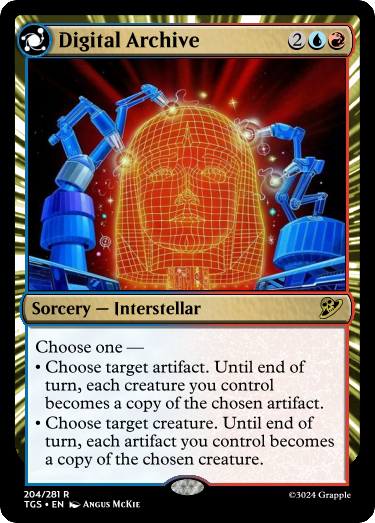 Digital Archive 2
Sorcery — Interstellar
Choose one —
• Choose target artifact. Until end of
turn, each creature you control
becomes a copy of the chosen artifact.
• Choose target creature. Until end of
turn, each artifact you control becomes
a copy of the chosen creature.
204/281 R
TGS • EN Angus McKie
©3024 Grapple